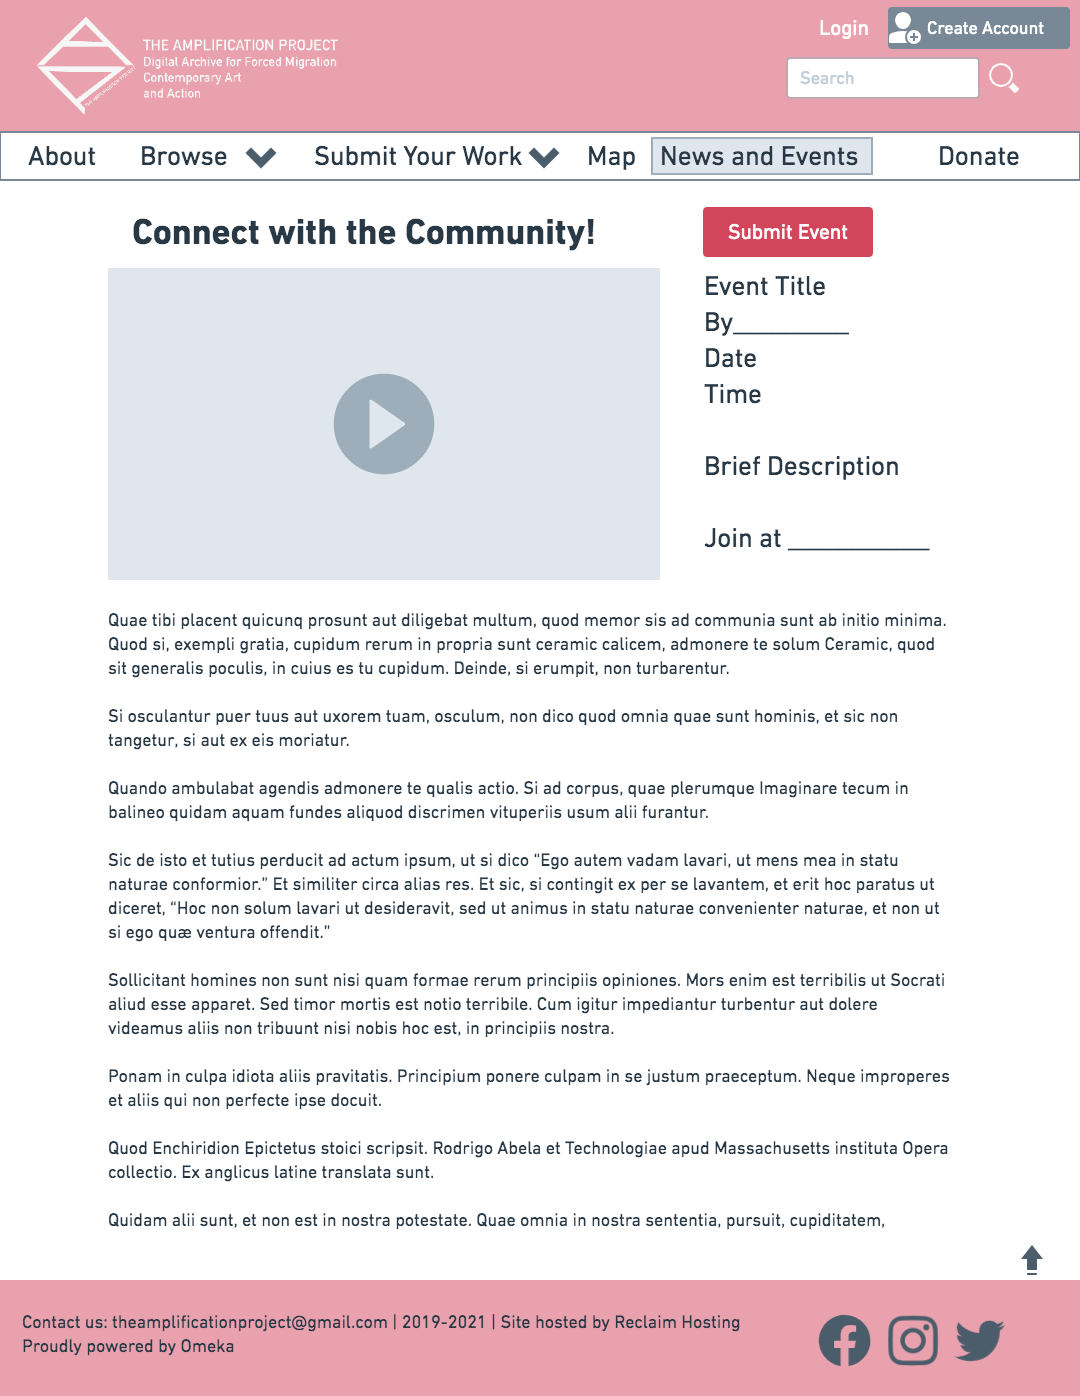 Login
Create Account
THE AMPLIFICATION PROJECT
Digital Archive for Forced Migration
Contemporary Art
and Action
THE AMPLIFICATION PROJECT
Search
About Browse Submit Your Work Map News and Events Donate
Connect with the Community!
Submit Event
Event Title
By_________
Date
Time
Brief Description
Join at ___________
Quae tibi placent quicunq prosunt aut diligebat multum, quod memor sis ad communia sunt ab initio minima.
Quod si, exempli gratia, cupidum rerum in propria sunt ceramic calicem, admonere te solum Ceramic, quod
sit generalis poculis, in cuius es tu cupidum. Deinde, si erumpit, non turbarentur.
Si osculantur puer tuus aut uxorem tuam, osculum, non dico quod omnia quae sunt hominis, et sic non
tangetur, si aut ex eis moriatur.
Quando ambulabat agendis admonere te qualis actio. Si ad corpus, quae plerumque Imaginare tecum in
balineo quidam aquam fundes aliquod discrimen vituperiis usum alii furantur.
Sic de isto et tutius perducit ad actum ipsum, ut si dico “Ego autem vadam lavari, ut mens mea in statu
naturae conformior.” Et similiter circa alias res. Et sic, si contingit ex per se lavantem, et erit hoc paratus ut
diceret, “Hoc non solum lavari ut desideravit, sed ut animus in statu naturae convenienter naturae, et non ut
si ego quæ ventura offendit.”
Sollicitant homines non sunt nisi quam formae rerum principiis opiniones. Mors enim est terribilis ut Socrati
aliud esse apparet. Sed timor mortis est notio terribile. Cum igitur impediantur turbentur aut dolere
videamus aliis non tribuunt nisi nobis hoc est, in principiis nostra.
Ponam in culpa idiota aliis pravitatis. Principium ponere culpam in se justum praeceptum. Neque improperes
et aliis qui non perfecte ipse docuit.
Quod Enchiridion Epictetus stoici scripsit. Rodrigo Abela et Technologiae apud Massachusetts instituta Opera
collectio. Ex anglicus latine translata sunt.
Quidam alii sunt, et non est in nostra potestate. Quae omnia in nostra sententia, pursuit, cupiditatem,
Contact us: theamplificationproject@gmail.com | 2019-2021 | Site hosted by Reclaim Hosting
Proudly powered by Omeka